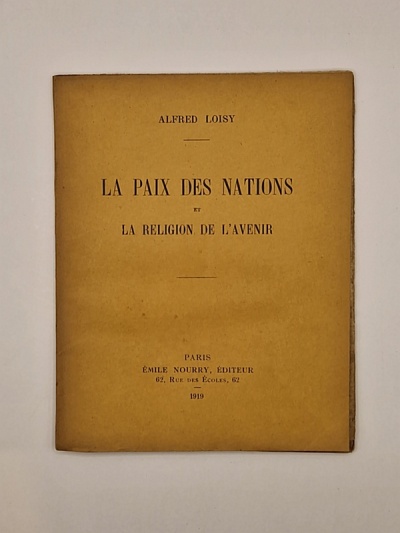 ALFRED LOISY
LA PAIX DES NATIONS
ET
LA RELIGION DE L'AVENIR
PARIS
ÉMILE NOURRY, ÉDITEUR
62, RUE DES ÉCOLES, 62
1919